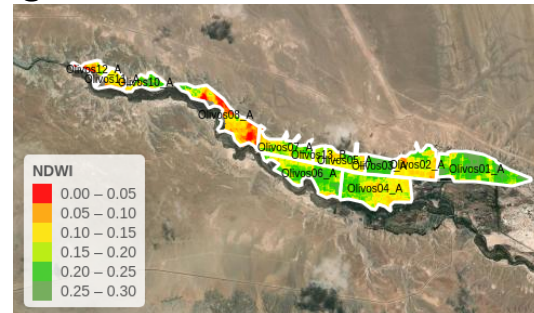 Olivos12_A
Olivos10_A
Olivos08_A
Olivos07_A
Olivos13_B
Olivos05_A
Olivos03_A
Olivos02_A
Olivos01_A
Olivos06_A
Olivos04_A
NDWI
0.00 – 0.05
0.05 – 0.10
0.10 – 0.15
0.15 – 0.20
0.20 – 0.25
0.25 – 0.30